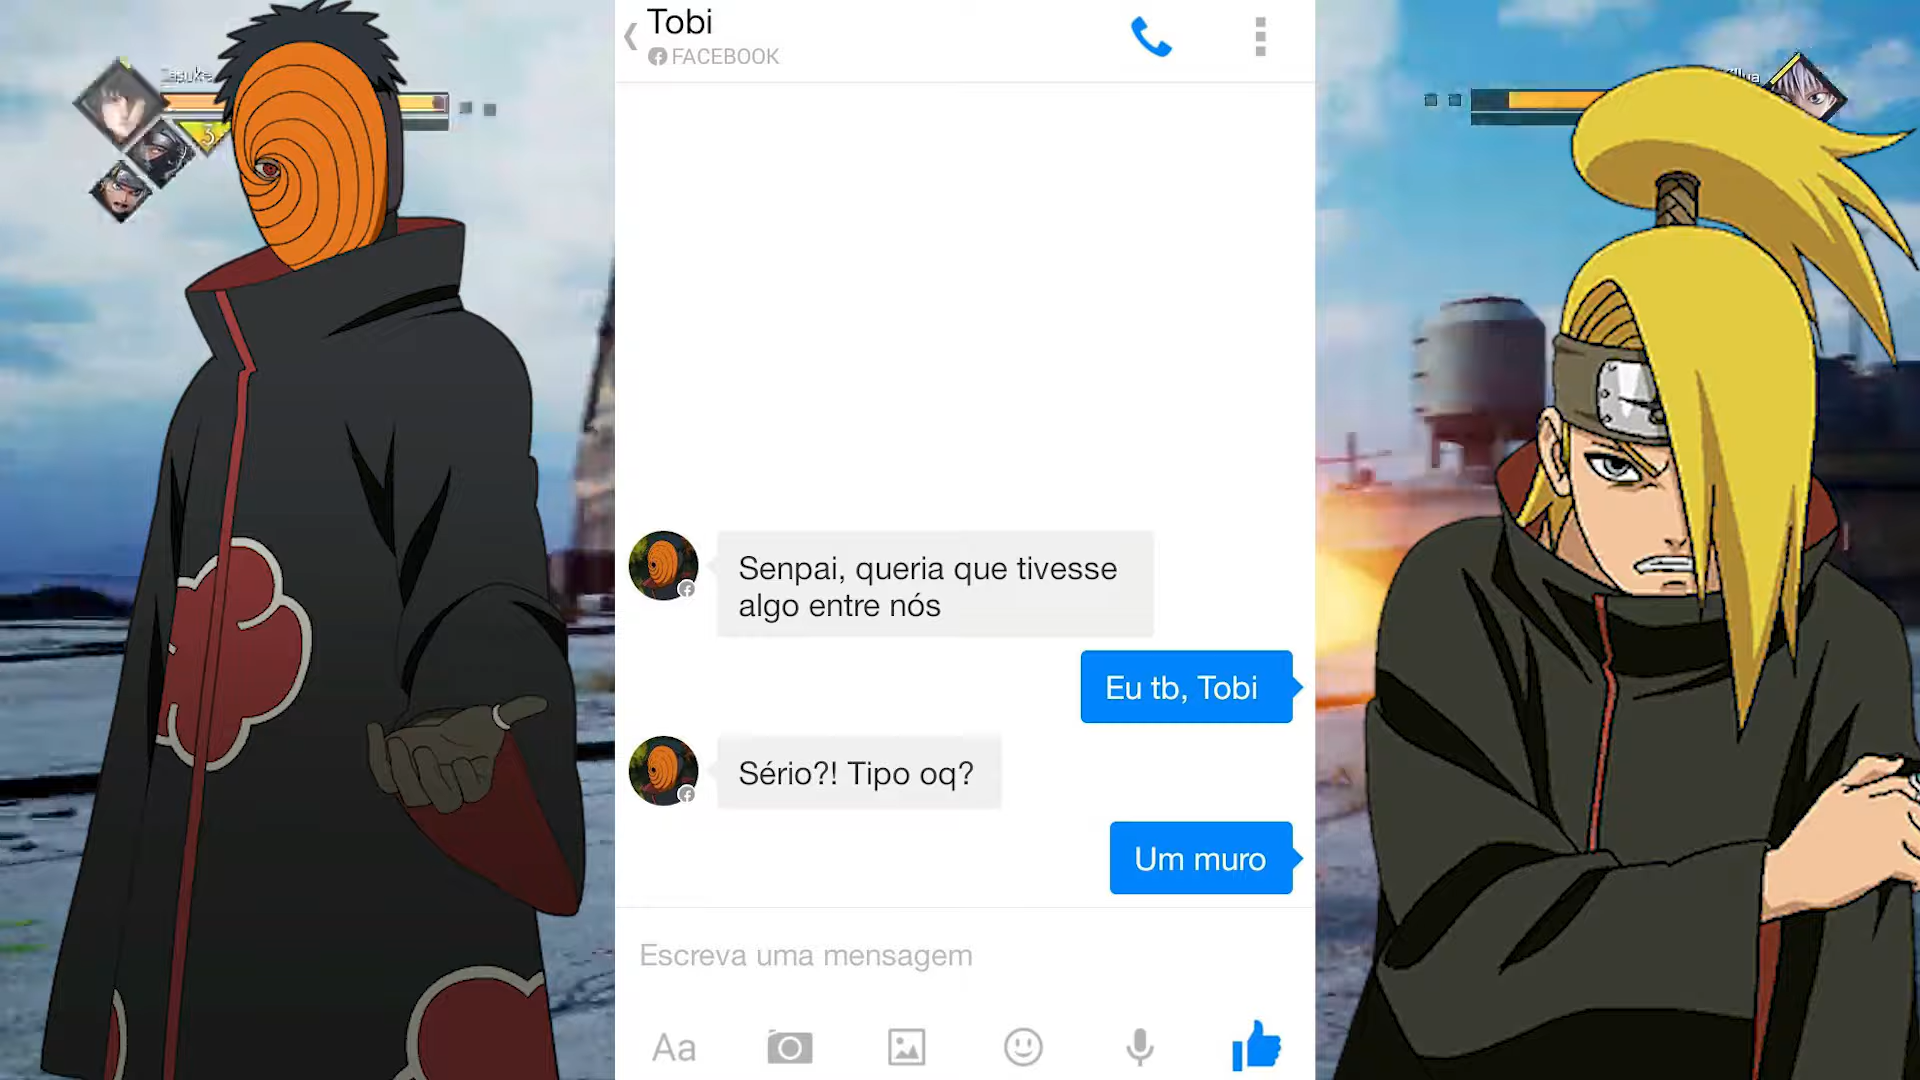 Tobi
FACEBOOK
3
Senpai, queria que tivesse
algo entre nós
Eu tb, Tobi
Sério?! Tipo oq?
Um muro
Escreva uma mensagem
Aa